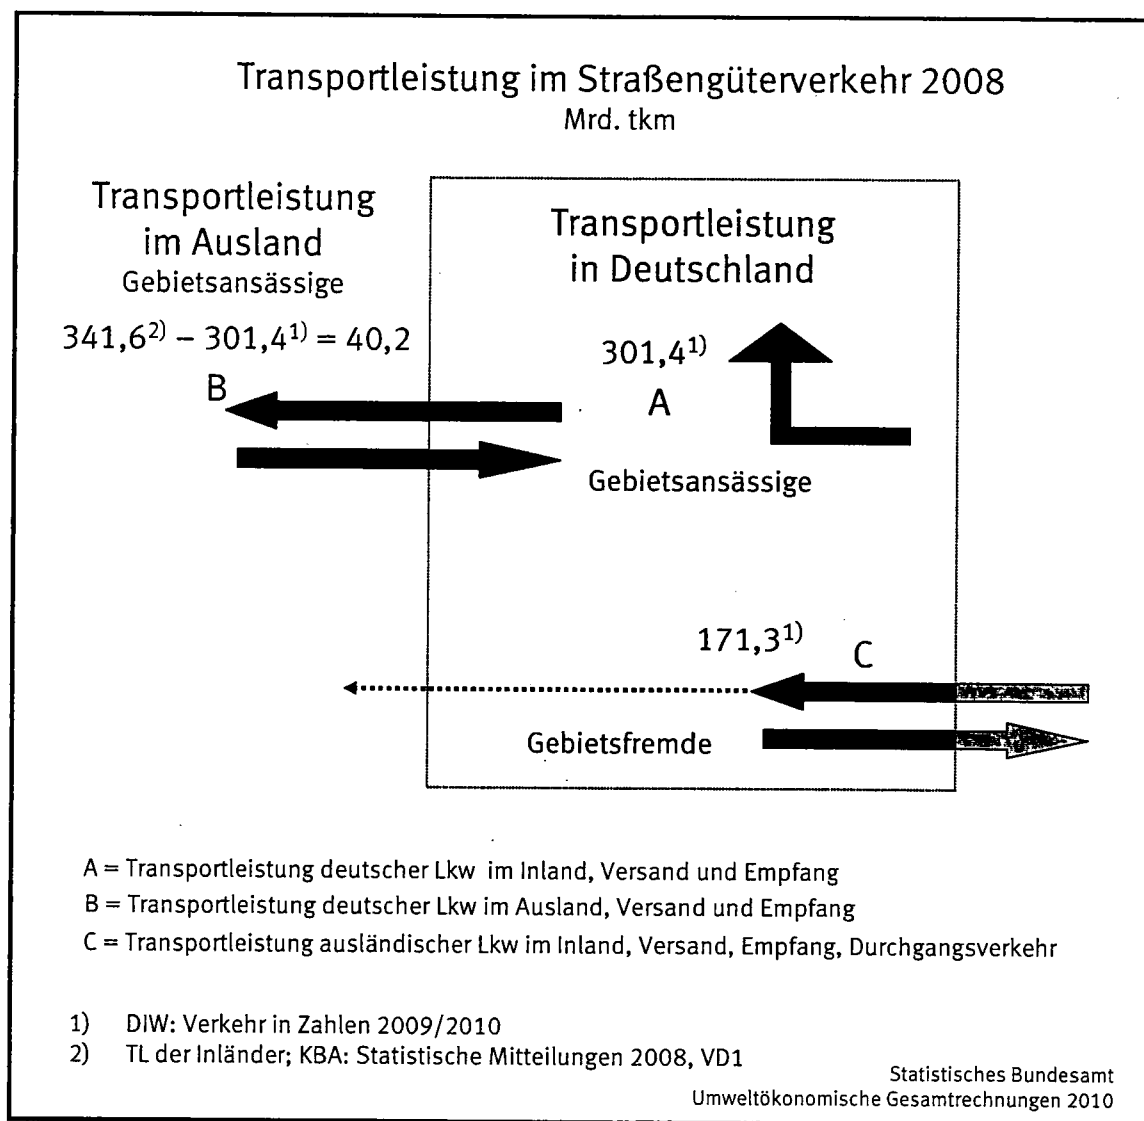 Transportleistung im Straßengüterverkehr 2008
Mrd. tkm
Transportleistung
im Ausland
Gebietsansässige
341,6²⁾ – 301,4¹⁾ = 40,2
B
Transportleistung
in Deutschland
301,4¹⁾
A
Gebietsansässige
171,3¹⁾
C
Gebietsfremde
A = Transportleistung deutscher Lkw im Inland, Versand und Empfang
B = Transportleistung deutscher Lkw im Ausland, Versand und Empfang
C = Transportleistung ausländischer Lkw im Inland, Versand, Empfang, Durchgangsverkehr
1) DIW: Verkehr in Zahlen 2009/2010
2) TL der Inländer; KBA: Statistische Mitteilungen 2008, VD1
Statistisches Bundesamt
Umweltökonomische Gesamtrechnungen 2010